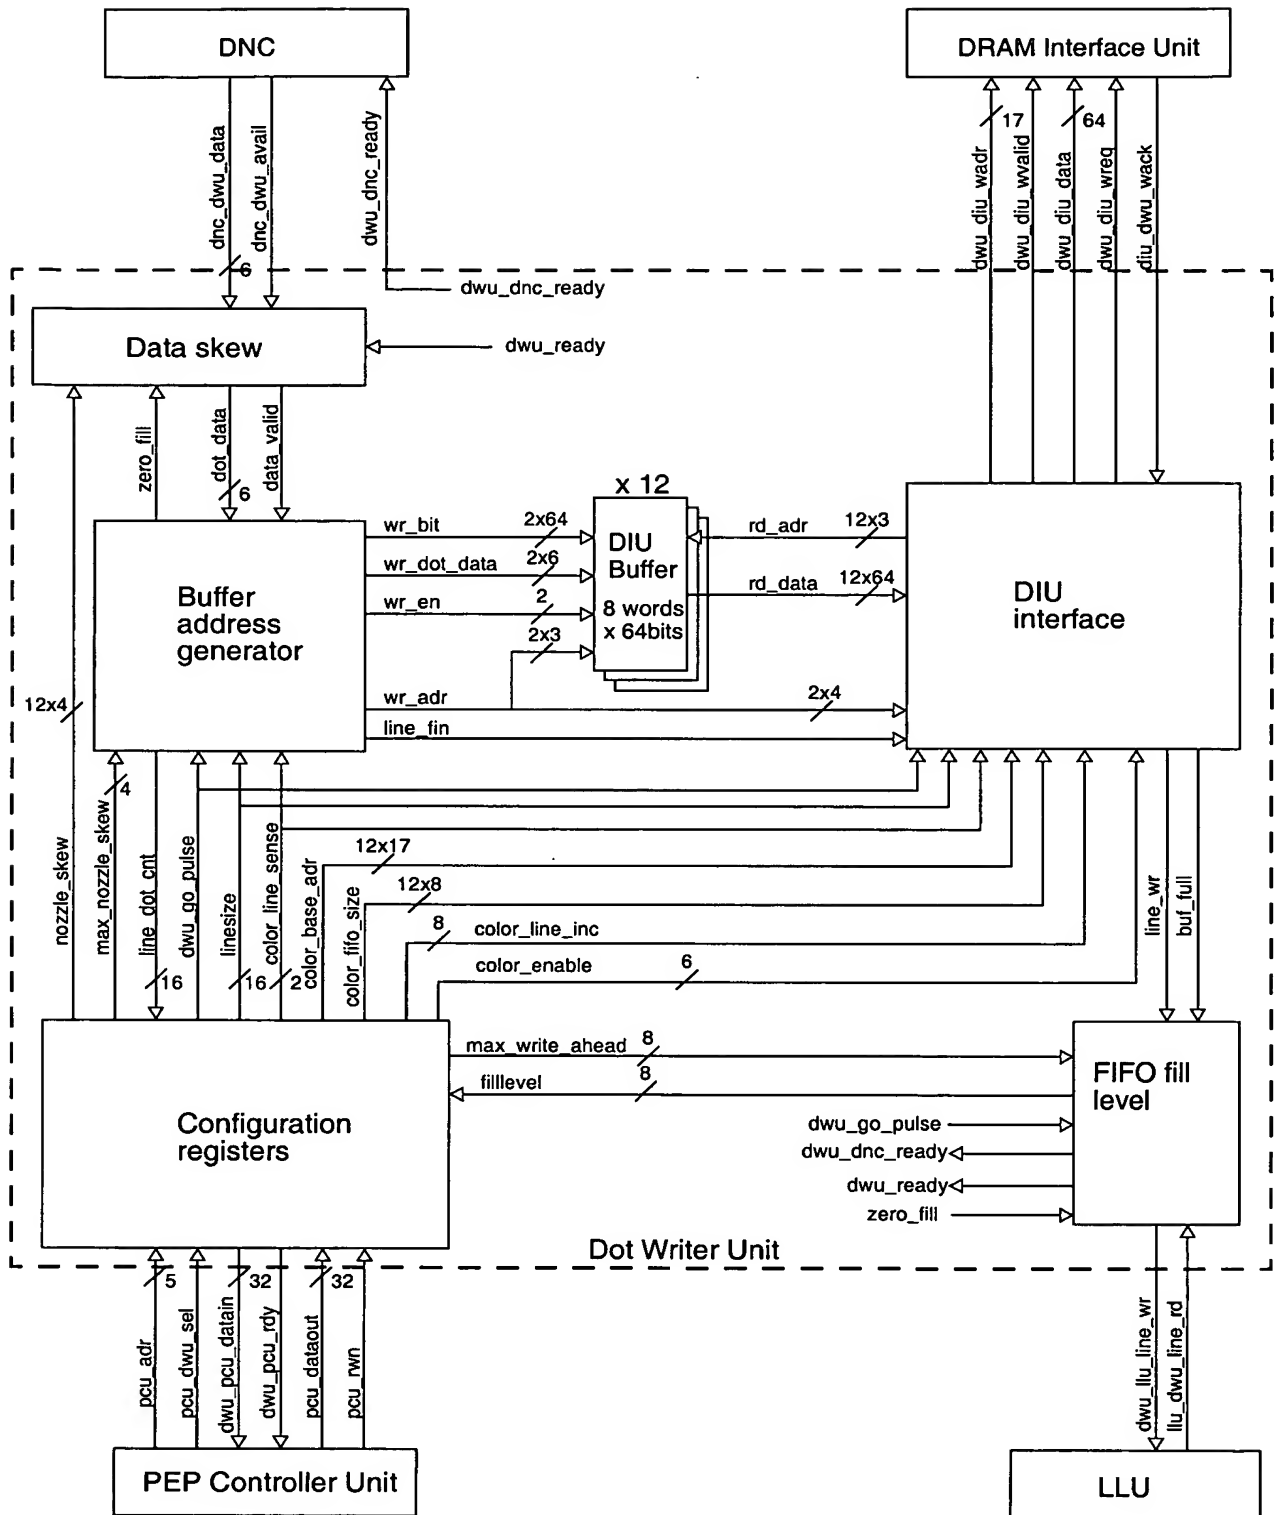 DNC
DRAM Interface Unit
dnc_dwu_data
dnc_dwu_avail
dwu_dnc_ready
6
17
64
dwu_diu_wadr
dwu_diu_wvalid
dwu_diu_data
dwu_diu_wreq
diu_dwu_wack
dwu_dnc_ready
Data skew
dwu_ready
zero_fill
dot_data
data_valid
6
x 12
Buffer
address
generator
wr_bit
2x64
wr_dot_data
2x6
wr_en
2
2x3
wr_adr
2x4
line_fin
DIU
Buffer
8 words
x 64bits
rd_adr
12x3
rd_data
12x64
DIU
interface
12x4
nozzle_skew
4
max_nozzle_skew
line_dot_cnt
16
dwu_go_pulse
linesize
16
color_line_sense
2
color_base_adr
12x17
color_fifo_size
12x8
8
color_line_inc
color_enable
6
line_wr
buf_full
Configuration
registers
max_write_ahead
8
filllevel
8
dwu_go_pulse
dwu_dnc_ready
dwu_ready
zero_fill
FIFO fill
level
Dot Writer Unit
5
32
32
pcu_adr
pcu_dwu_sel
dwu_pcu_datain
dwu_pcu_rdy
pcu_dataout
pcu_rwn
dwu_llu_line_wr
llu_dwu_line_rd
PEP Controller Unit
LLU